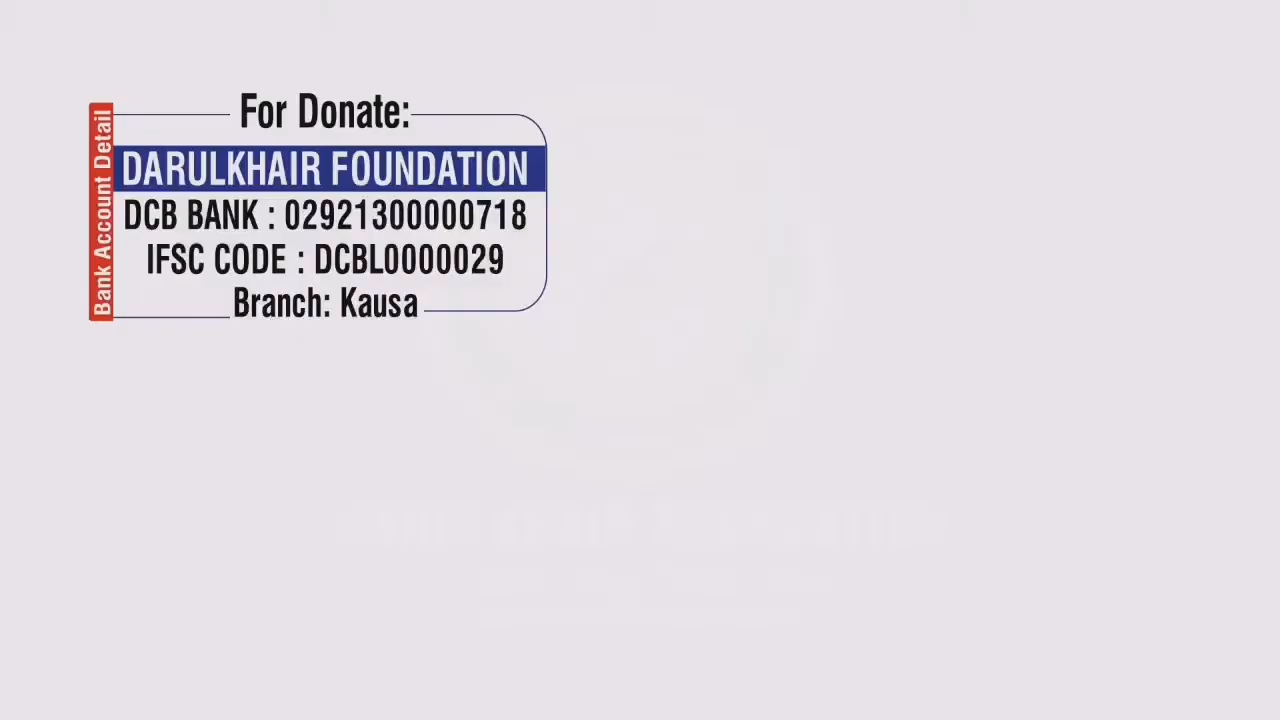 For Donate:
Bank Account Detail
DARULKHAIR FOUNDATION
DCB BANK : 02921300000718
IFSC CODE : DCBL0000029
Branch: Kausa